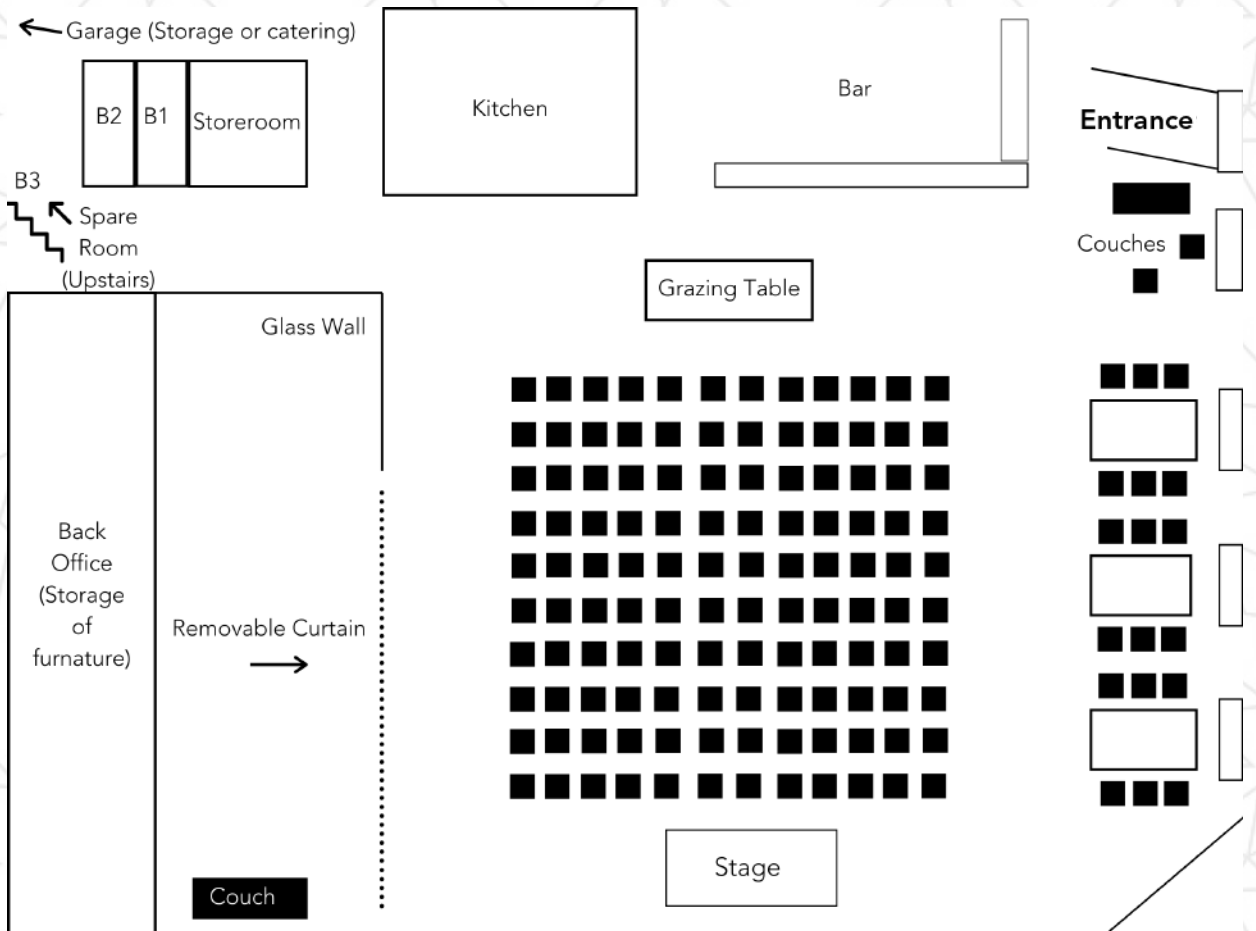 Garage (Storage or catering)
B2
B1
Storeroom
Kitchen
Bar
Entrance
B3
Spare
Room
(Upstairs)
Couches
Grazing Table
Glass Wall
Back
Office
(Storage
of
furnature)
Removable Curtain
Couch
Stage